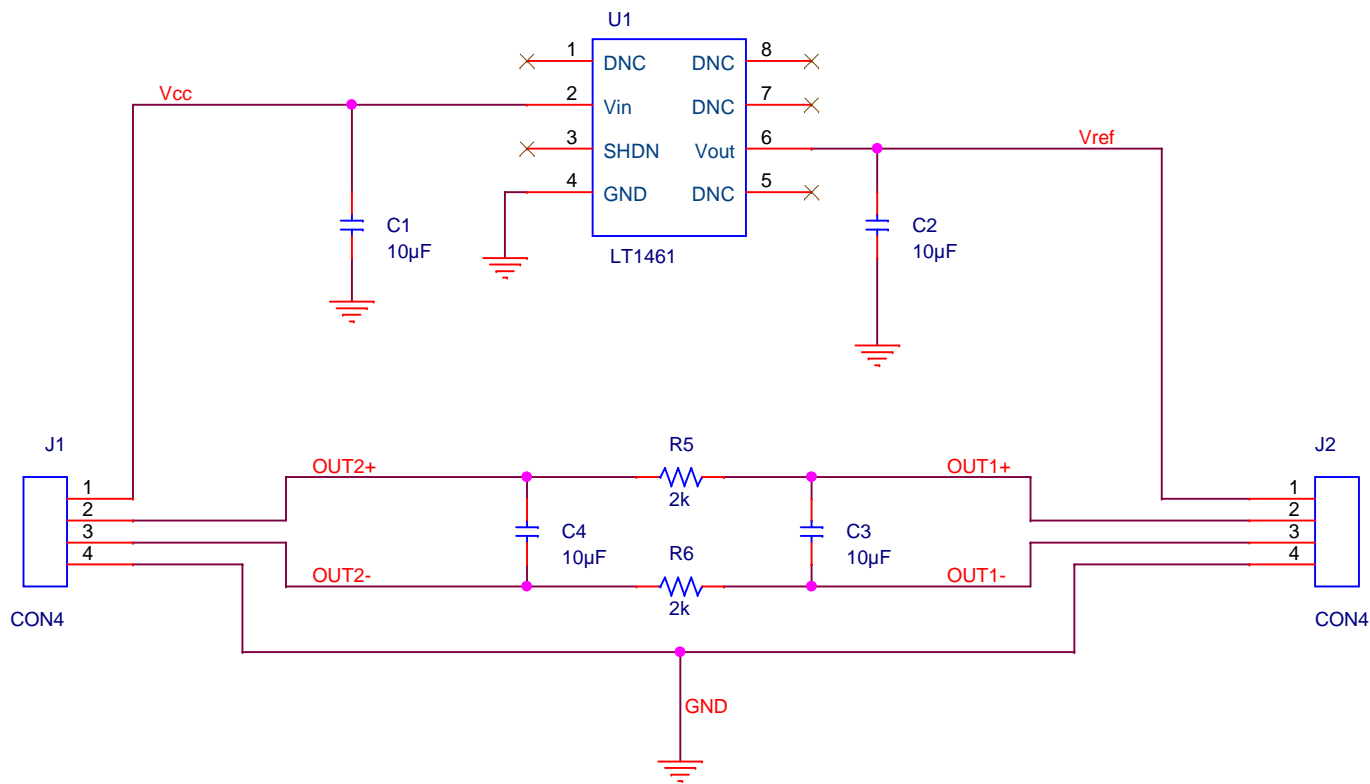 U1
1 DNC DNC 8
Vcc 2 Vin DNC 7
3 SHDN Vout 6 Vref
4 GND DNC 5
C1
10µF
C2
10µF
LT1461
J1
R5
J2
OUT2+
OUT1+
2k
1
2
3
4
1
2
3
4
C4
10µF
C3
10µF
R6
OUT2-
OUT1-
2k
CON4
CON4
GND